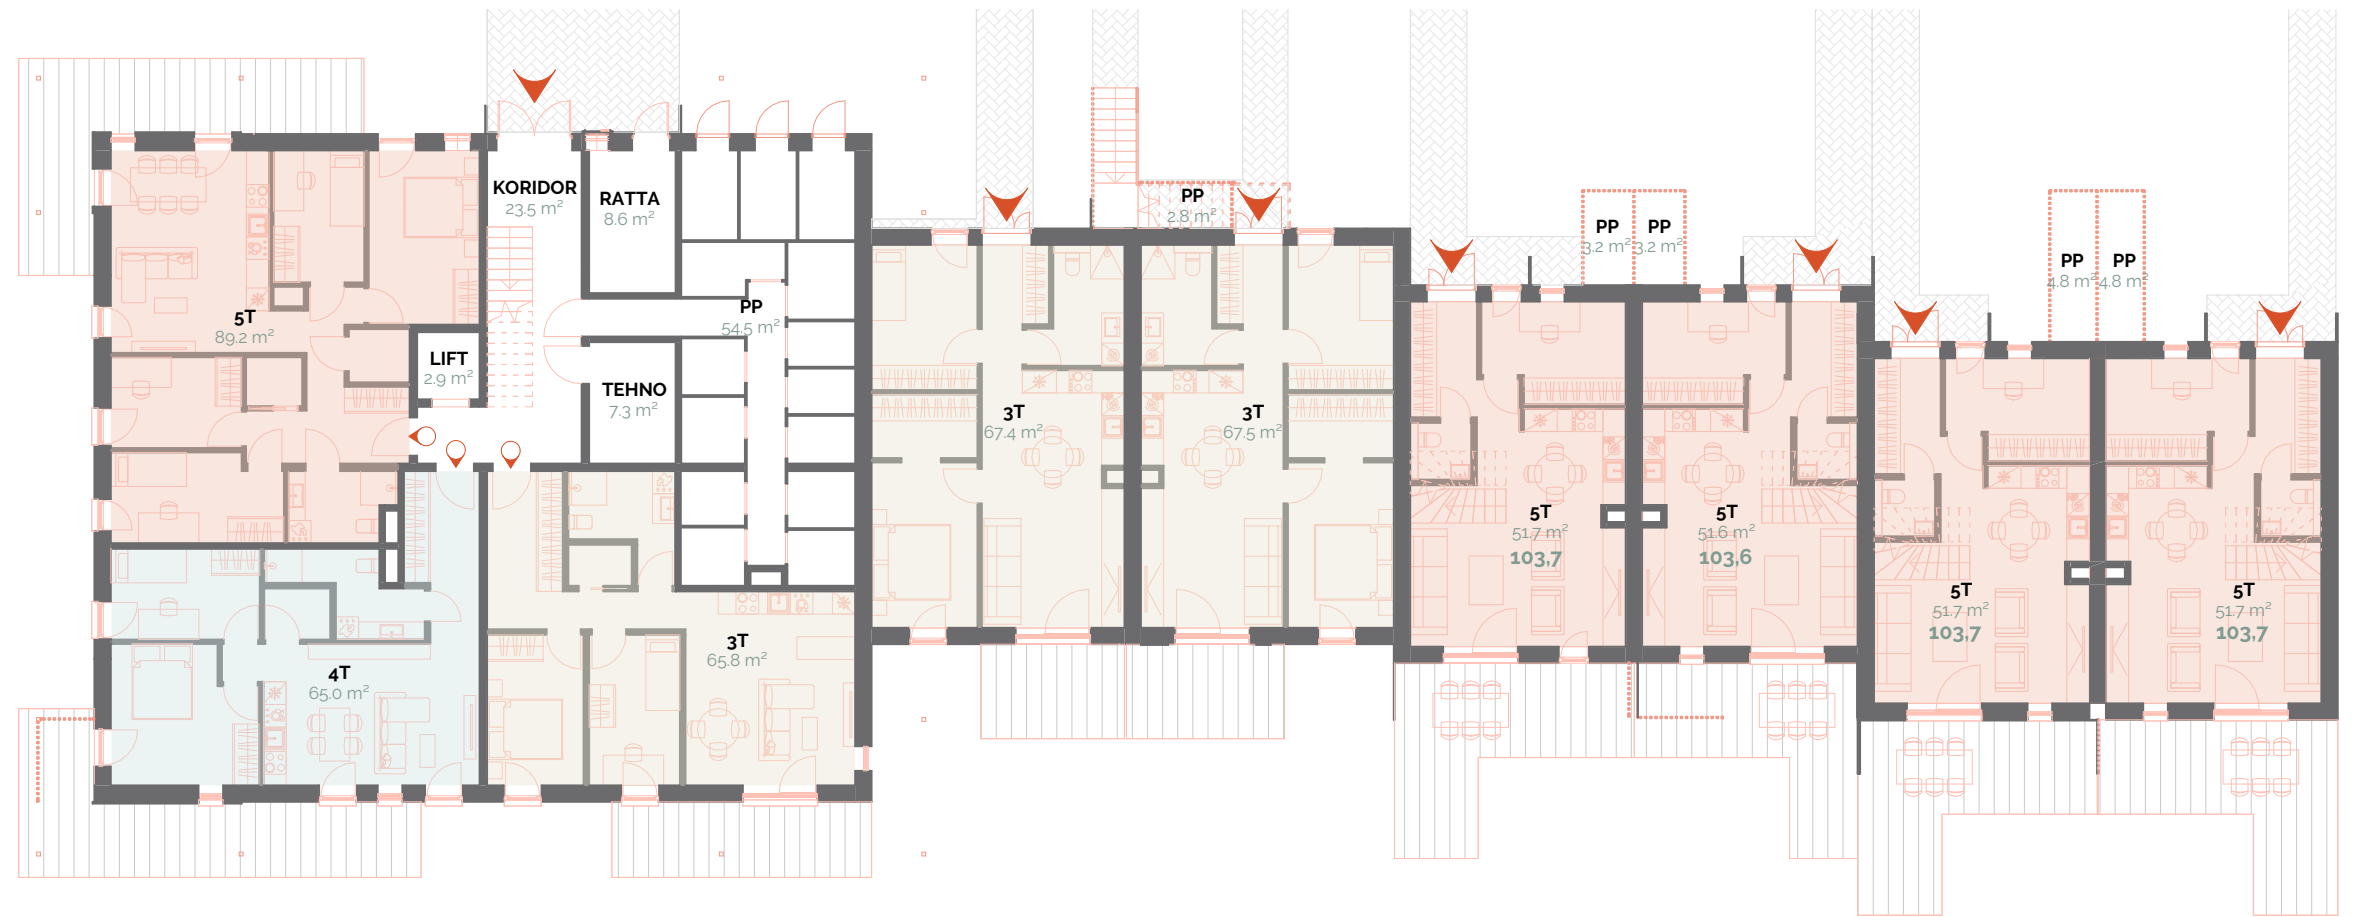 KORIDOR
23.5 m²
RATTA
8.6 m²
PP
2.8 m²
PP
3.2 m²
PP
3.2 m²
PP
4.8 m²
PP
4.8 m²
5T
89.2 m²
PP
54.5 m²
LIFT
2.9 m²
TEHNO
7.3 m²
3T
67.4 m²
3T
67.5 m²
5T
51.7 m²
103,7
5T
51.6 m²
103,6
5T
51.7 m²
103,7
5T
51.7 m²
103,7
4T
65.0 m²
3T
65.8 m²